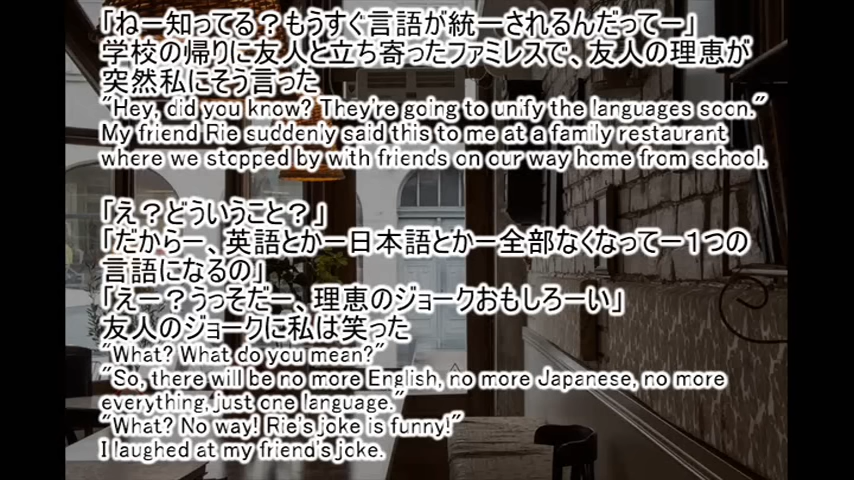 「ねー知ってる？もうすぐ言語が統一されるんだってー」
学校の帰りに友人と立ち寄ったファミレスで、友人の理恵が
突然私にそう言った
"Hey, did you know? They're going to unify the languages soon."
My friend Rie suddenly said this to me at a family restaurant
where we stopped by with friends on our way home from school.
「え？どういうこと？」
「だからー、英語とかー日本語とかー全部なくなってー１つの
言語になるの」
「えー？うっそだー、理恵のジョークおもしろーい」
友人のジョークに私は笑った
"What? What do you mean?"
"So, there will be no more English, no more Japanese, no more
everything, just one language."
"What? No way! Rie's joke is funny!"
I laughed at my friend's joke.